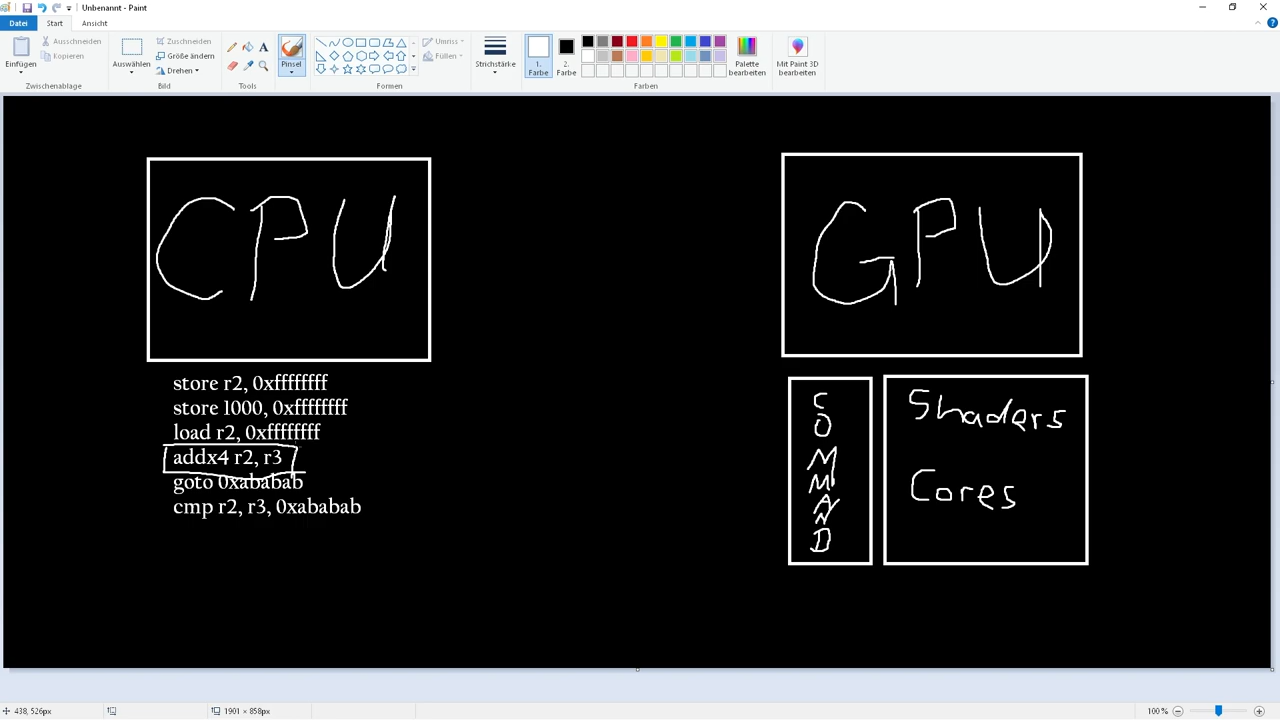 Unbenannt - Paint
Datei Start Ansicht
Einfügen
Ausschneiden
Kopieren
Zwischenablage
Auswählen
Zuschneiden
Größe ändern
Drehen
Bild
A
Tools
Pinsel
Formen
Umriss
Füllen
Strichstärke
1. Farbe
2. Farbe
Farben
Palette bearbeiten
Mit Paint 3D bearbeiten
CPU
store r2, 0xffffffff
store 1000, 0xffffffff
load r2, 0xffffffff
addx4 r2, r3
goto 0xababab
cmp r2, r3, 0xababab
GPU
COMMAND
Shaders
Cores
438, 526px
1901 × 858px
100 %